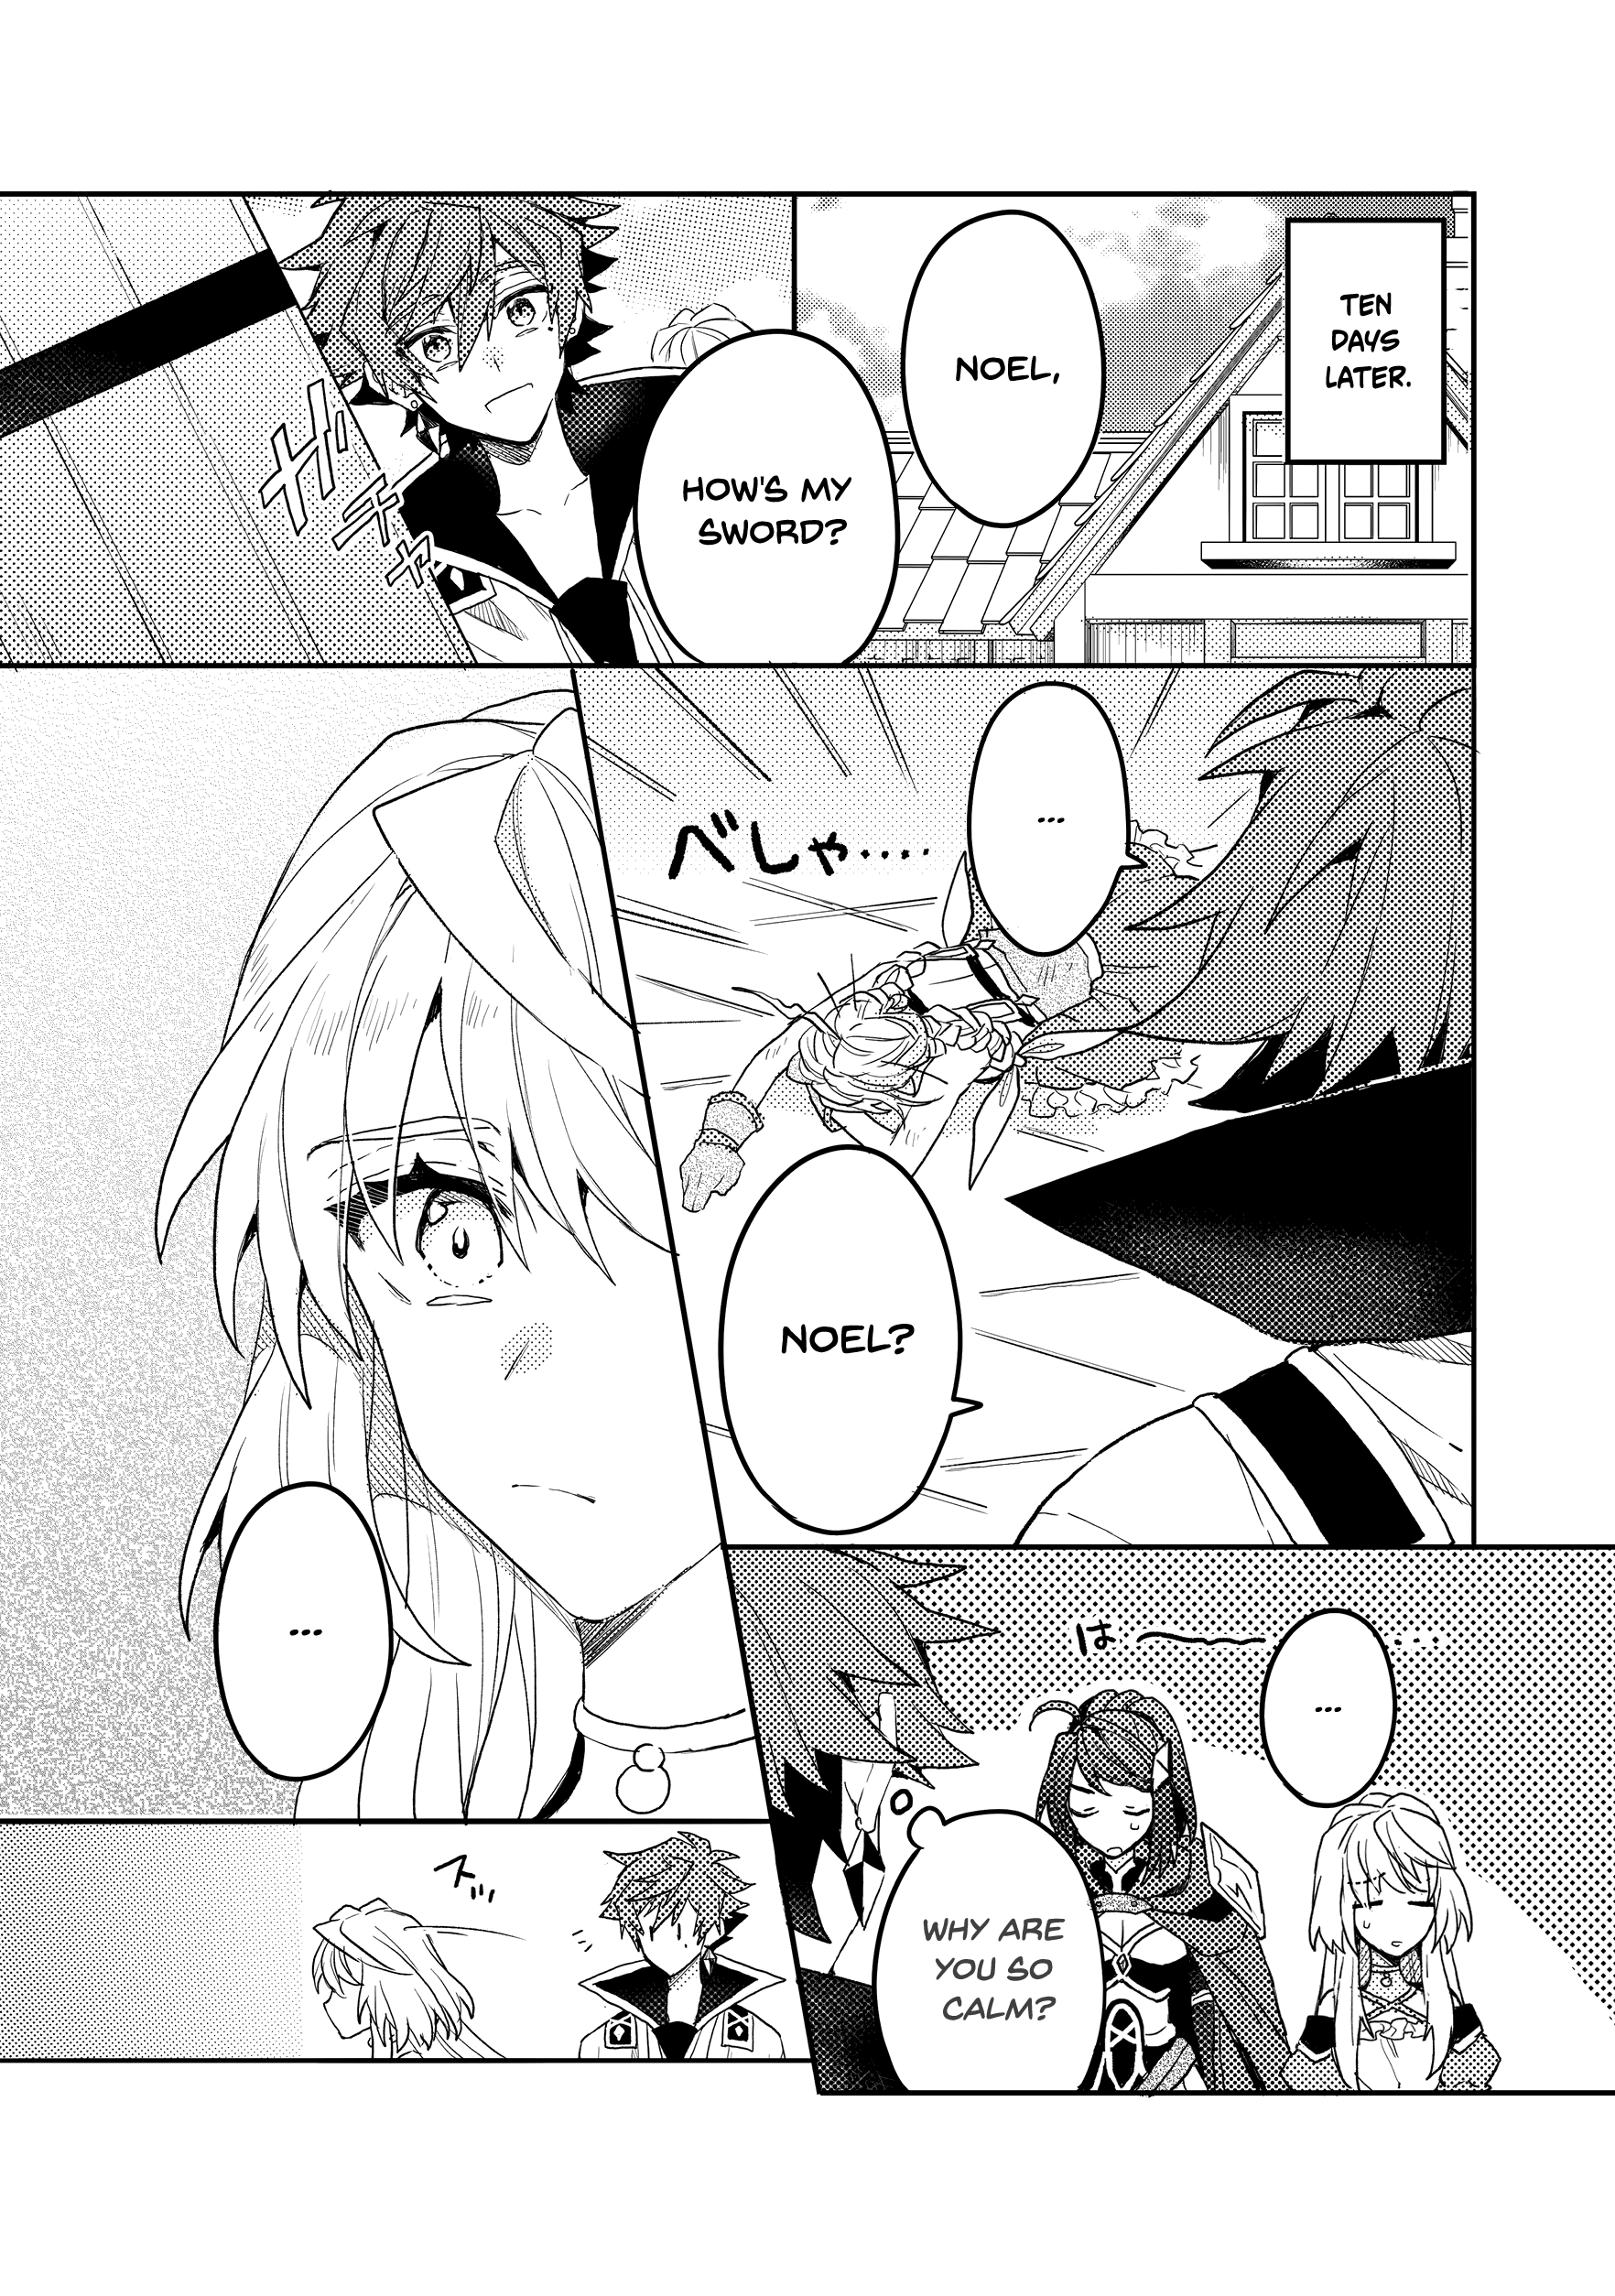 TEN
DAYS
LATER.
NOEL,
HOW'S MY
SWORD?
ガチャッ
...
べしゃ....
NOEL?
...
は〜〜....
...
WHY ARE
YOU SO
CALM?
スッ